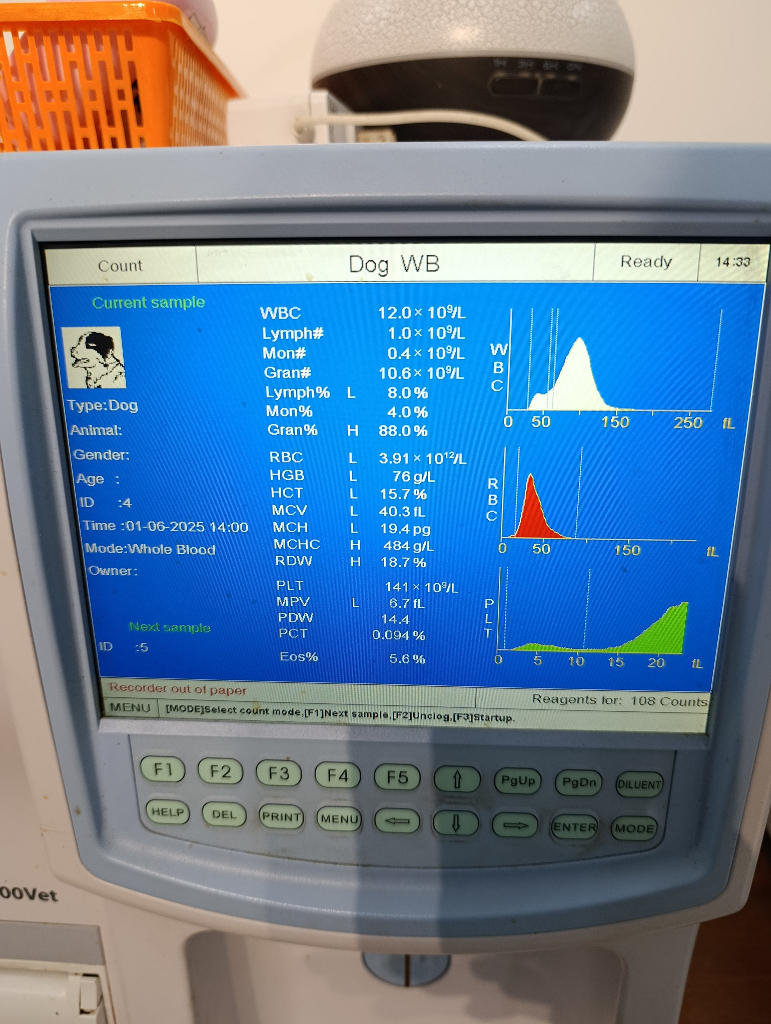 Count Dog WB Ready 14:33
Current sample
Type:Dog
Animal:
Gender:
Age :
ID :4
Time :01-06-2025 14:00
Mode:Whole Blood
Owner:
Next sample
ID :5
WBC 12.0 × 10⁹/L
Lymph# 1.0 × 10⁹/L
Mon# 0.4 × 10⁹/L
Gran# 10.6 × 10⁹/L
Lymph% L 8.0 %
Mon% 4.0 %
Gran% H 88.0 %
RBC L 3.91 × 10¹²/L
HGB L 76 g/L
HCT L 15.7 %
MCV L 40.3 fL
MCH L 19.4 pg
MCHC H 484 g/L
RDW H 18.7 %
PLT 141 × 10⁹/L
MPV L 6.7 fL
PDW 14.4
PCT 0.094 %
Eos% 5.6 %
WBC
0 50 150 250 fL
RBC
0 50 150 fL
PLT
0 5 10 15 20 fL
Recorder out of paper
Reagents for: 108 Counts
MENU [MODE]Select count mode,[F1]Next sample,[F2]Unclog,[F3]Startup.
F1 F2 F3 F4 F5 ⇧ PgUp PgDn DILUENT
HELP DEL PRINT MENU ⇦ ⇩ ⇨ ENTER MODE
00Vet